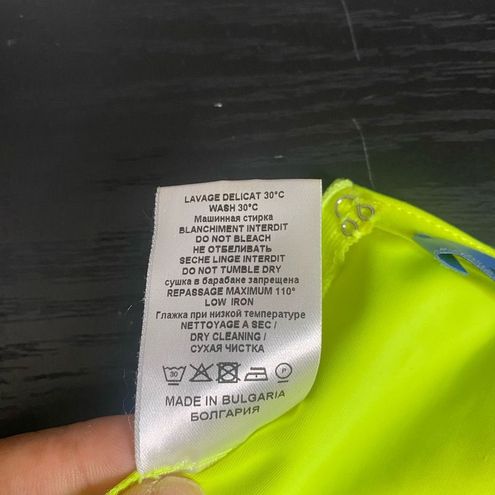 LAVAGE DELICAT 30°C
WASH 30°C
Машинная стирка
BLANCHIMENT INTERDIT
DO NOT BLEACH
НЕ ОТБЕЛИВАТЬ
SECHE LINGE INTERDIT
DO NOT TUMBLE DRY
сушка в барабане запрещена
REPASSAGE MAXIMUM 110°
LOW IRON
Глажка при низкой температуре
NETTOYAGE A SEC /
DRY CLEANING /
СУХАЯ ЧИСТКА
30 P
MADE IN BULGARIA
БОЛГАРИЯ